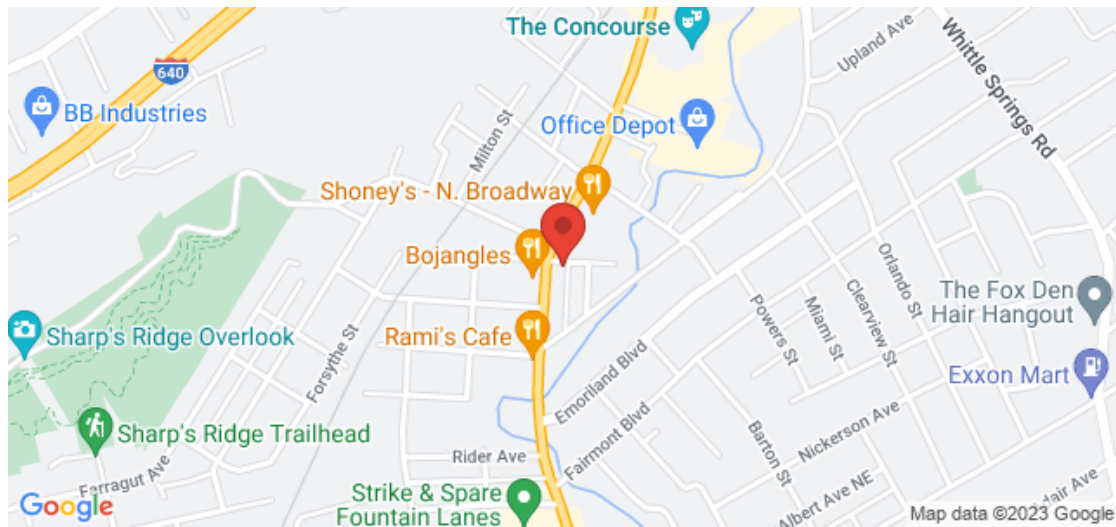 The Concourse
Upland Ave
Whittle Springs Rd
640
BB Industries
Milton St
Office Depot
Shoney's - N. Broadway
Bojangles
Orlando St
Clearview St
Miami St
Powers St
The Fox Den
Hair Hangout
Sharp's Ridge Overlook
Forsythe St
Rami's Cafe
Emoriland Blvd
Exxon Mart
Sharp's Ridge Trailhead
Farragut Ave
Rider Ave
Fairmont Blvd
Barton St
Nickerson Ave
Albert Ave NE
Strike & Spare
Fountain Lanes
Google
Map data ©2023 Google